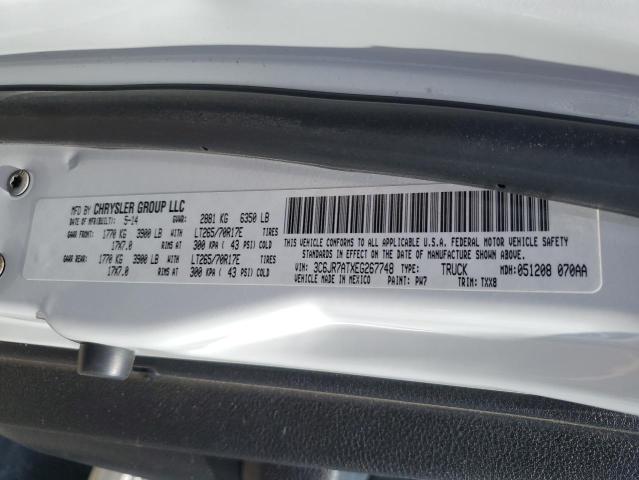 MFD BY CHRYSLER GROUP LLC
DATE OF MFR(BUILT): 5-14 GVWR: 2881 KG 6350 LB
GAWR FRONT: 1770 KG 3900 LB WITH LT265/70R17E TIRES
17X7.0 RIMS AT 300 KPA ( 43 PSI) COLD
GAWR REAR: 1770 KG 3900 LB WITH LT265/70R17E TIRES
17X7.0 RIMS AT 300 KPA ( 43 PSI) COLD
THIS VEHICLE CONFORMS TO ALL APPLICABLE U.S.A. FEDERAL MOTOR VEHICLE SAFETY
STANDARDS IN EFFECT ON THE DATE OF MANUFACTURE SHOWN ABOVE.
VIN: 3C6JR7ATXEG267748 TYPE: TRUCK MDH: 051208 070AA
VEHICLE MADE IN MEXICO PAINT: PW7 TRIM: TXX8